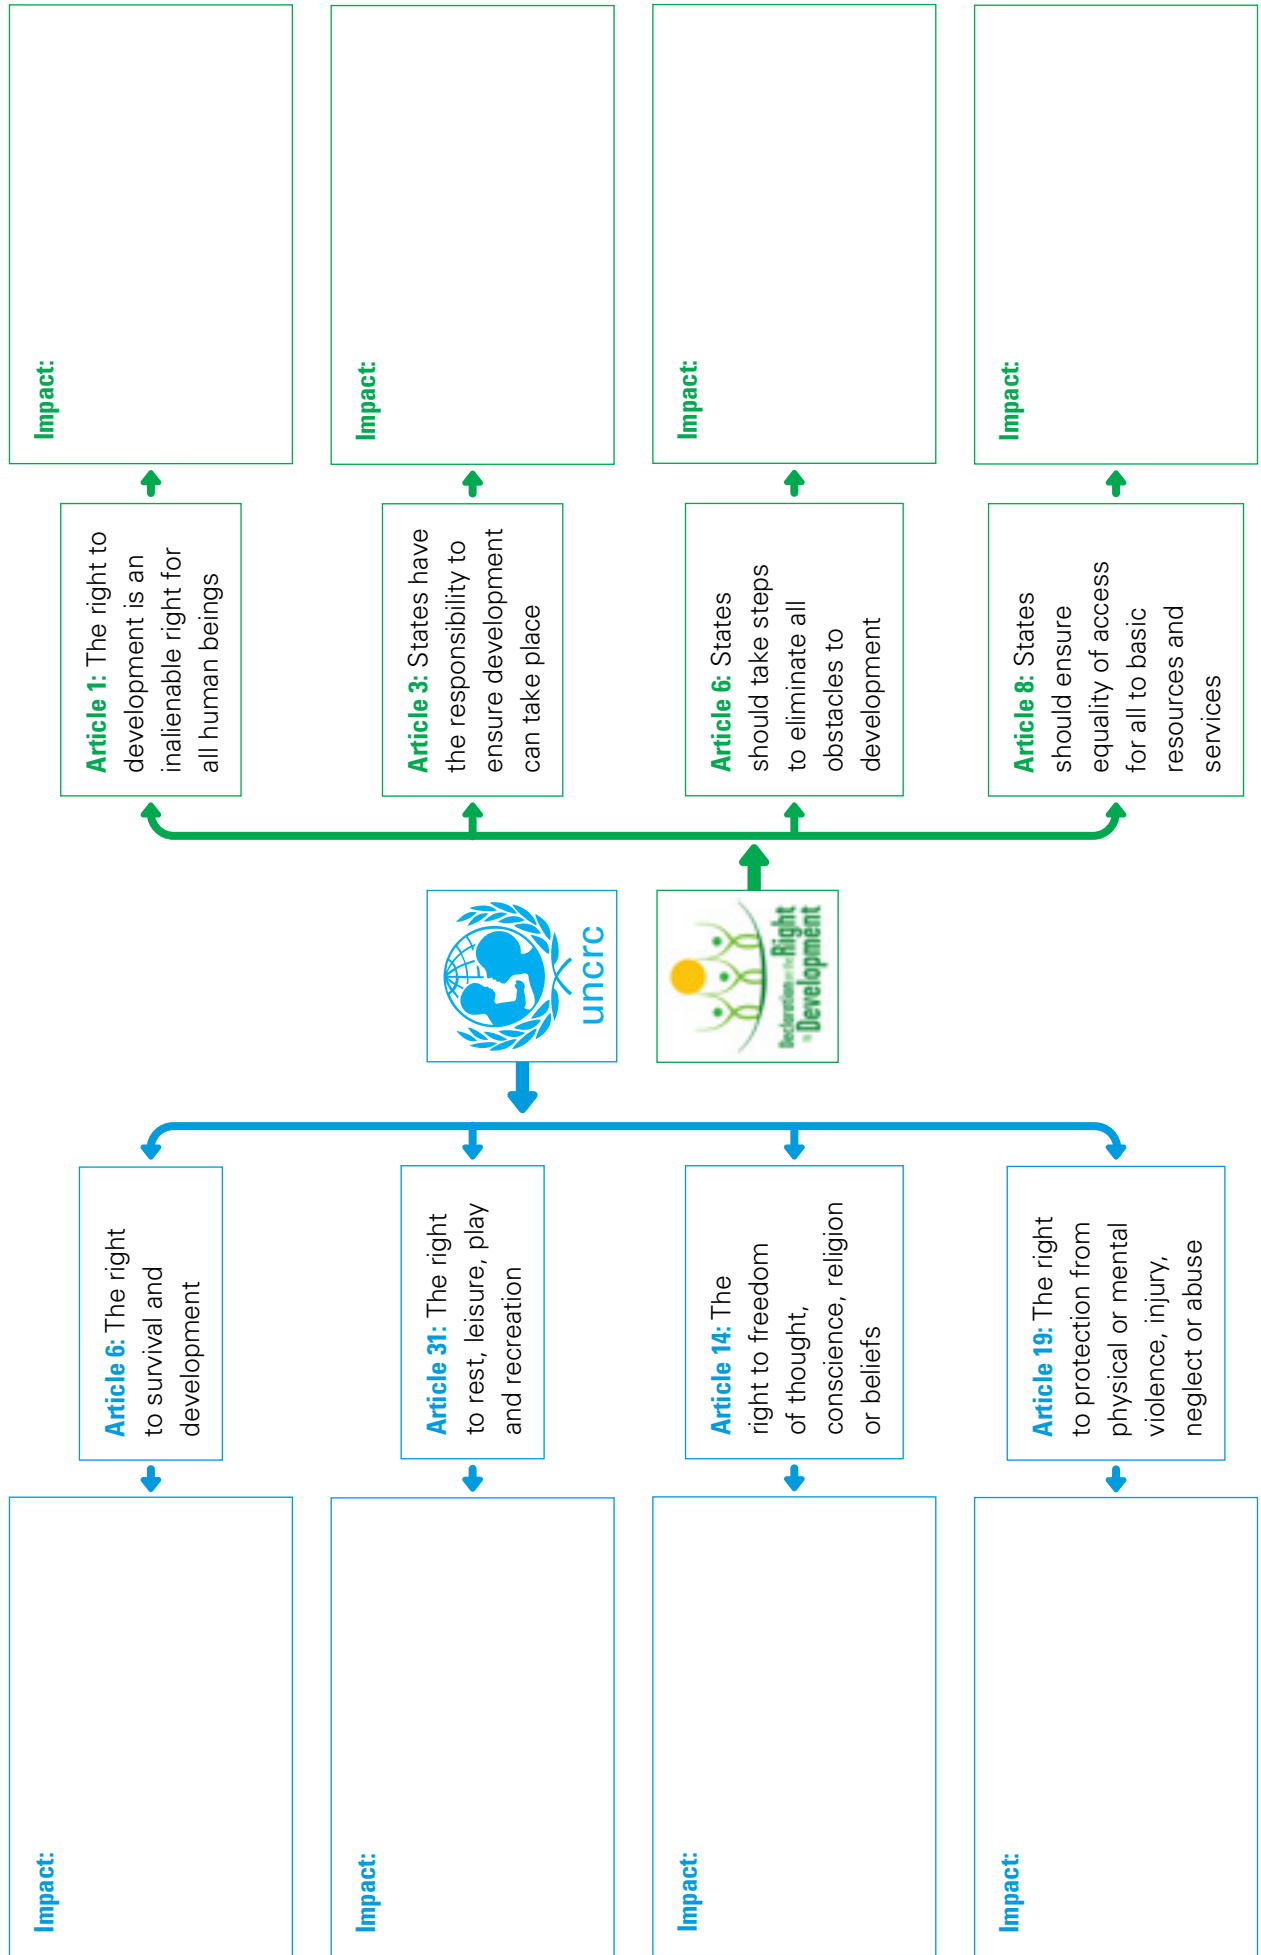 uncrc
Article 6: The right
to survival and
development
Impact:
Article 31: The right
to rest, leisure, play
and recreation
Impact:
Article 14: The
right to freedom
of thought,
conscience, religion
or beliefs
Impact:
Article 19: The right
to protection from
physical or mental
violence, injury,
neglect or abuse
Impact:
Declaration on the Right
to Development
Article 1: The right to
development is an
inalienable right for
all human beings
Impact:
Article 3: States have
the responsibility to
ensure development
can take place
Impact:
Article 6: States
should take steps
to eliminate all
obstacles to
development
Impact:
Article 8: States
should ensure
equality of access
for all to basic
resources and
services
Impact: